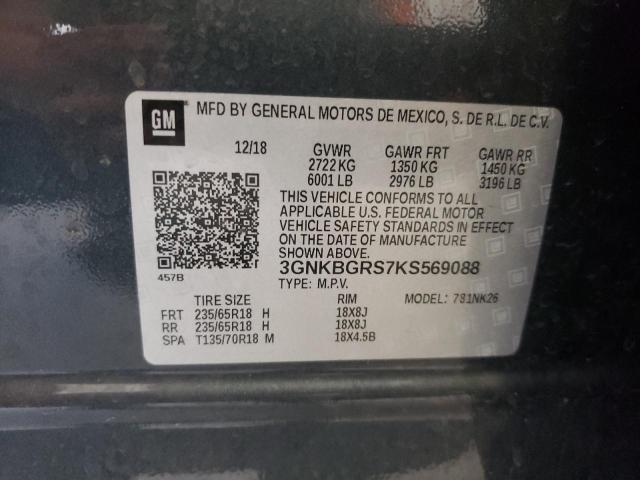 GM
MFD BY GENERAL MOTORS DE MEXICO, S. DE R.L. DE C.V.
12/18 GVWR GAWR FRT GAWR RR
2722 KG 1350 KG 1450 KG
6001 LB 2976 LB 3196 LB
THIS VEHICLE CONFORMS TO ALL
APPLICABLE U.S. FEDERAL MOTOR
VEHICLE SAFETY STANDARDS IN EFFECT
ON THE DATE OF MANUFACTURE SHOWN ABOVE.
3GNKBGRS7KS569088
457B TYPE: M.P.V. MODEL: 781NK26
TIRE SIZE RIM
FRT 235/65R18 H 18X8J
RR 235/65R18 H 18X8J
SPA T135/70R18 M 18X4.5B